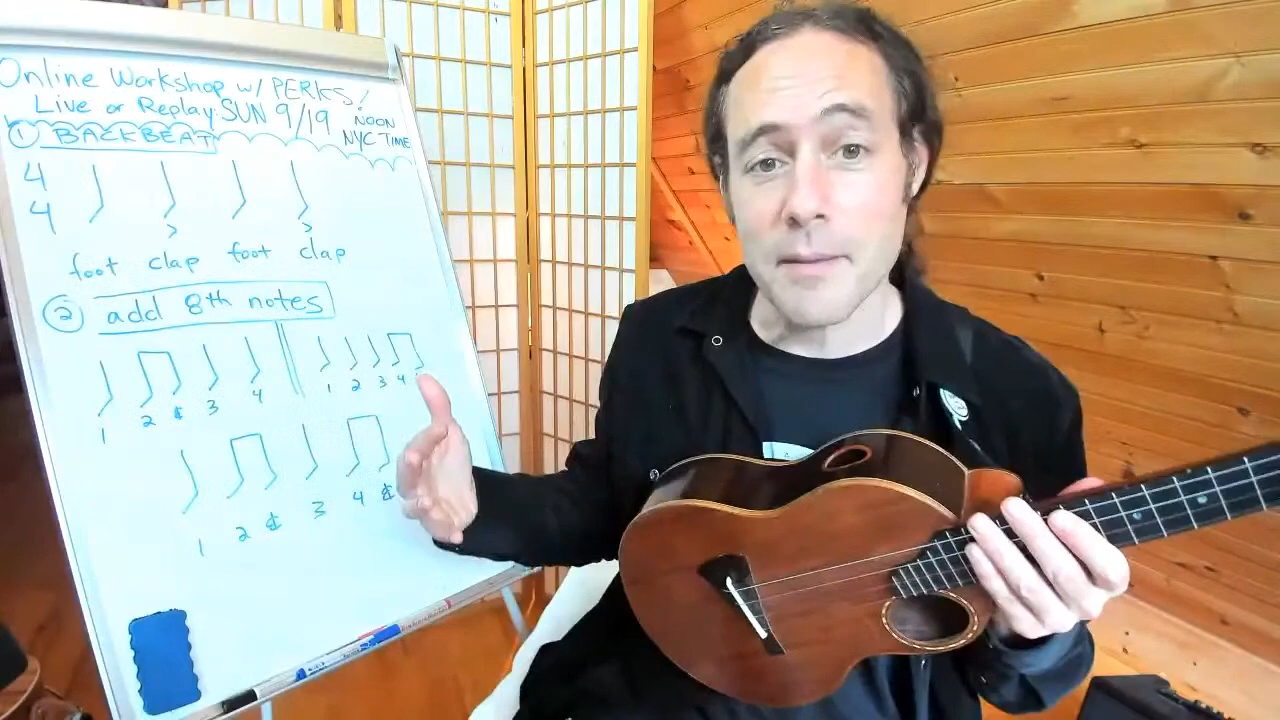 Online Workshop w/ PERKS!
Live or Replay SUN 9/19 NOON
NYC TIME
① BACKBEAT
4
4
> >
foot clap foot clap
② add 8th notes
1 2 & 3 4
1 2 3 4
1 2 & 3 4 &